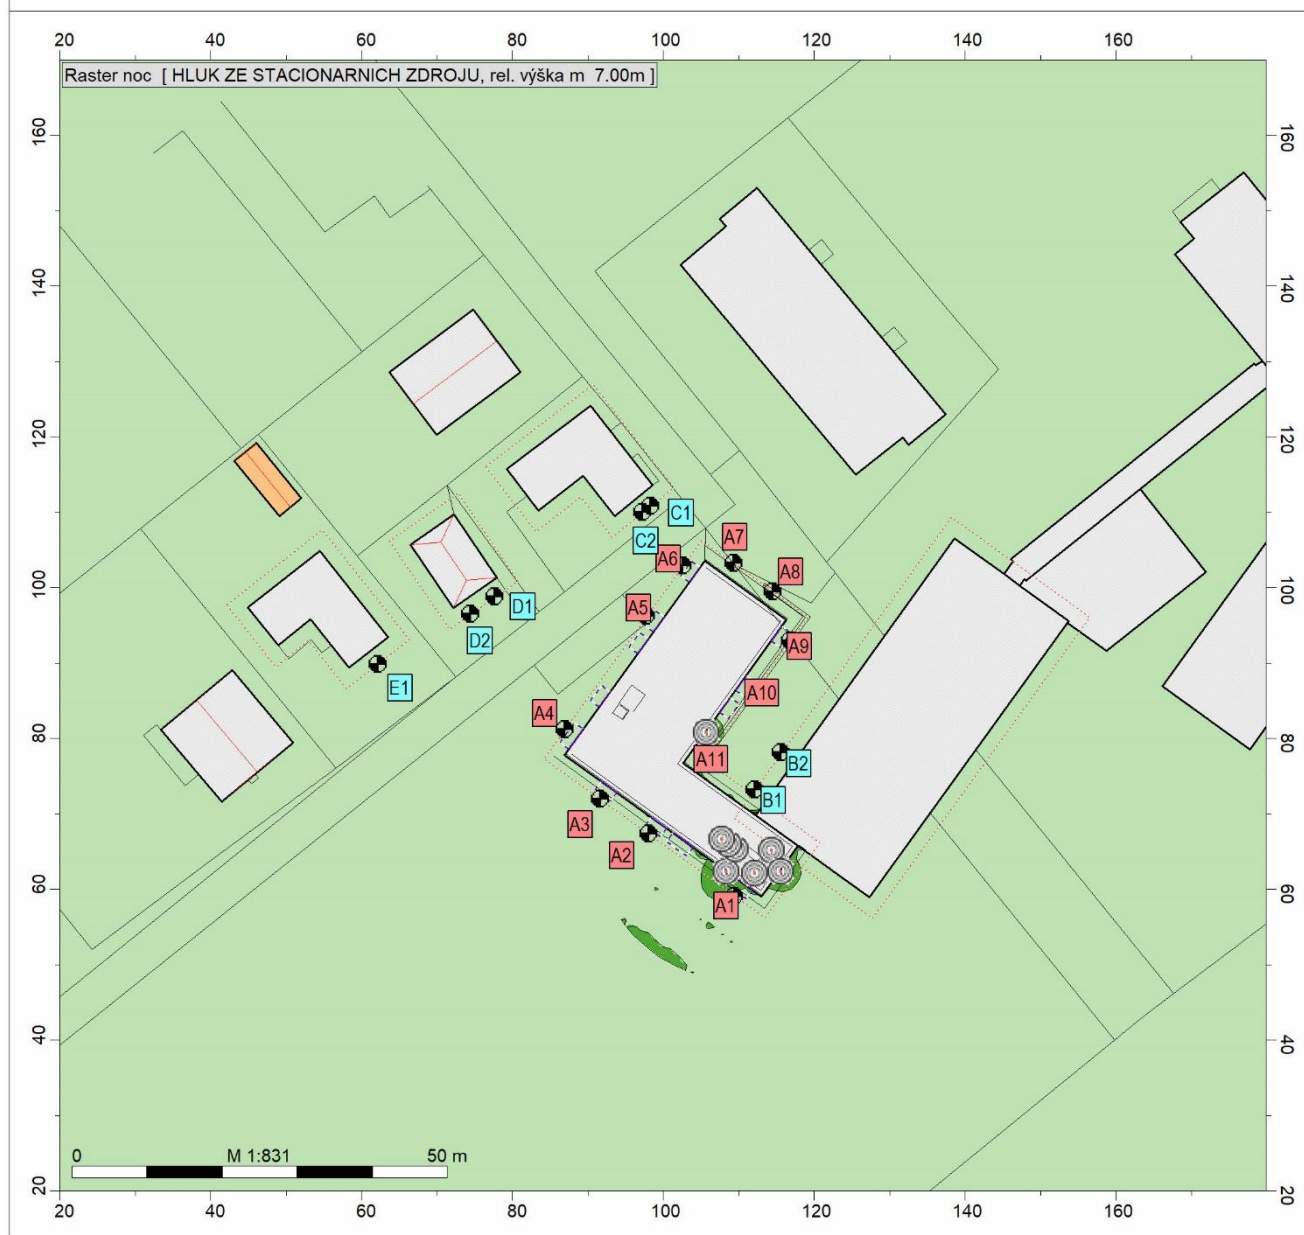 20 40 60 80 100 120 140 160
Raster noc [ HLUK ZE STACIONARNICH ZDROJU, rel. výška m 7.00m ]
160 160
140 140
120 120
C1
A7
C2
A6
A8
100 100
A5
D1
D2
A9
E1
A10
A4
80 80
A11
B2
B1
A3
A2
60 60
A1
40 40
0 M 1:831 50 m
20 20
20 40 60 80 100 120 140 160